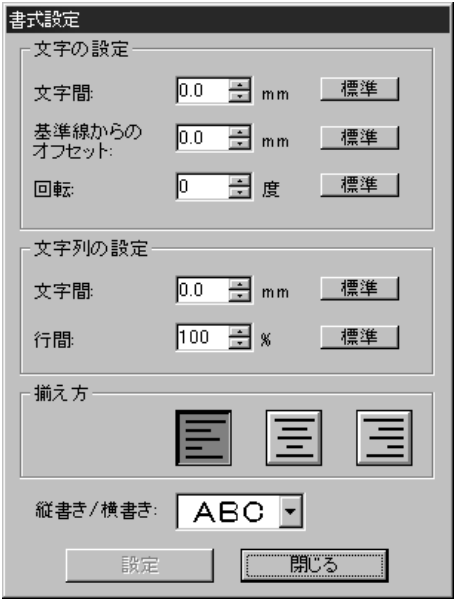 書式設定
文字の設定
文字間: 0.0 mm 標準
基準線からの
オフセット: 0.0 mm 標準
回転: 0 度 標準
文字列の設定
文字間: 0.0 mm 標準
行間: 100 % 標準
揃え方
縦書き/横書き: ABC
設定 閉じる